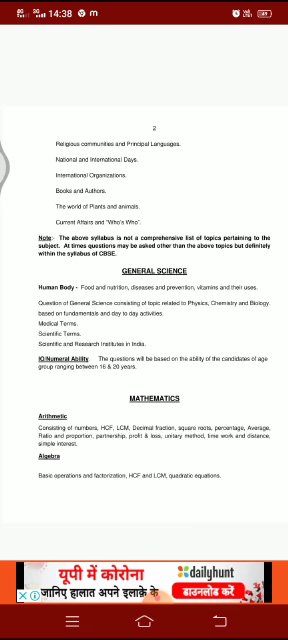 14:38
m
2
Religious communities and Principal Languages.
National and International Days.
International Organizations.
Books and Authors.
The world of Plants and animals.
Current Affairs and "Who's Who".
Note:- The above syllabus is not a comprehensive list of topics pertaining to the
subject. At times questions may be asked other than the above topics but definitely
within the syllabus of CBSE.
GENERAL SCIENCE
Human Body - Food and nutrition, diseases and prevention, vitamins and their uses.
Question of General Science consisting of topic related to Physics, Chemistry and Biology
based on fundamentals and day to day activities.
Medical Terms.
Scientific Terms.
Scientific and Research Institutes in India.
IQ/Numeral Ability. The questions will be based on the ability of the candidates of age
group ranging between 16 & 20 years.
MATHEMATICS
Arithmetic
Consisting of numbers, HCF, LCM, Decimal fraction, square roots, percentage, Average,
Ratio and proportion, partnership, profit & loss, unitary method, time work and distance,
simple interest.
Algebra
Basic operations and factorization, HCF and LCM, quadratic equations.
यूपी में कोरोना
जानिए हालात अपने इलाक़े के
dailyhunt
डाउनलोड करें